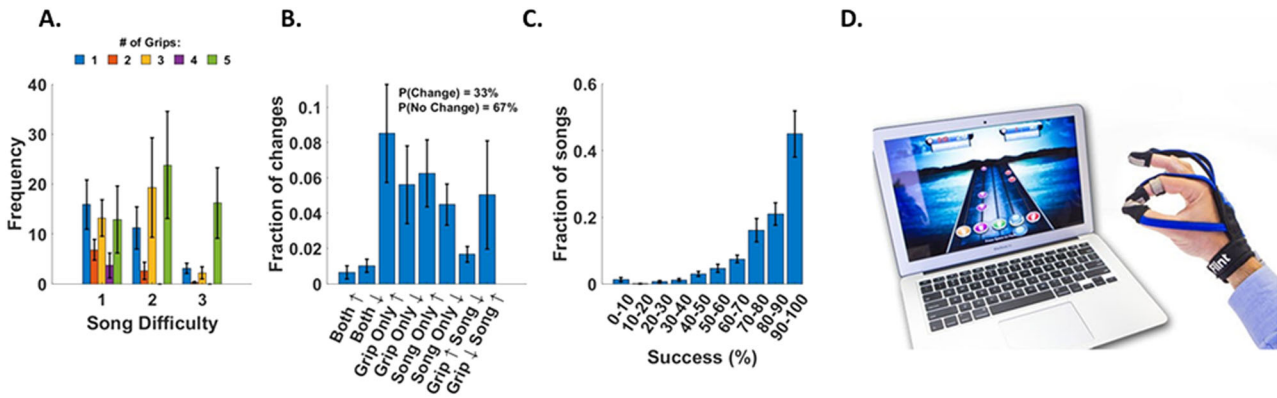 A.
# of Grips:
1 2 3 4 5
40
30
20
10
0
Frequency
1 2 3
Song Difficulty
B.
P(Change) = 33%
P(No Change) = 67%
0.1
0.08
0.06
0.04
0.02
0
Fraction of changes
Both ↑
Both ↓
Grip Only ↑
Grip Only ↓
Song Only ↑
Song Only ↓
Grip ↑ Song ↓
Grip ↓ Song ↑
C.
0.6
0.4
0.2
0
Fraction of songs
0-10
10-20
20-30
30-40
40-50
50-60
60-70
70-80
80-90
90-100
Success (%)
D.
Flint